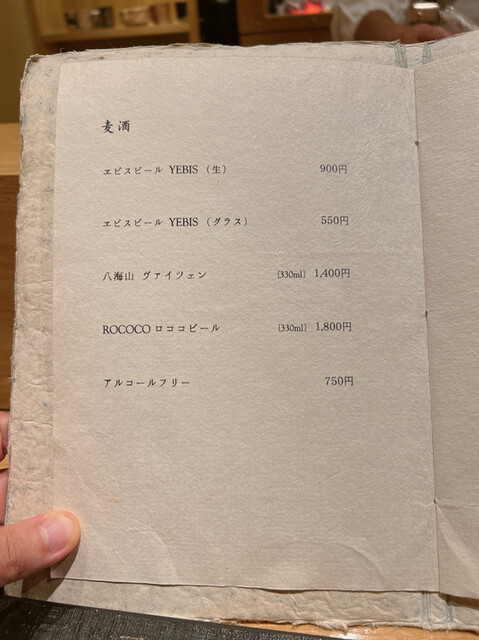 麦酒
ヱビスビール YEBIS （生） 900円
ヱビスビール YEBIS （グラス） 550円
八海山 ヴァイツェン [330ml] 1,400円
ROCOCO ロココビール [330ml] 1,800円
アルコールフリー 750円